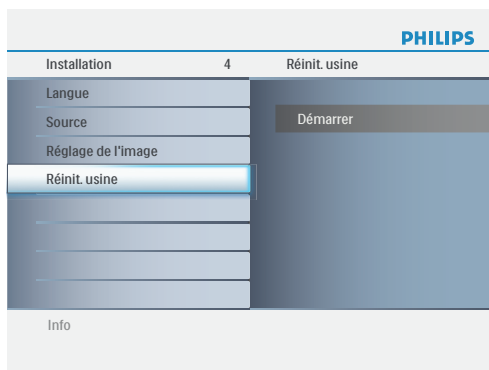 PHILIPS
Installation 4 Réinit. usine
Langue
Source
Démarrer
Réglage de l'image
Réinit. usine
Info